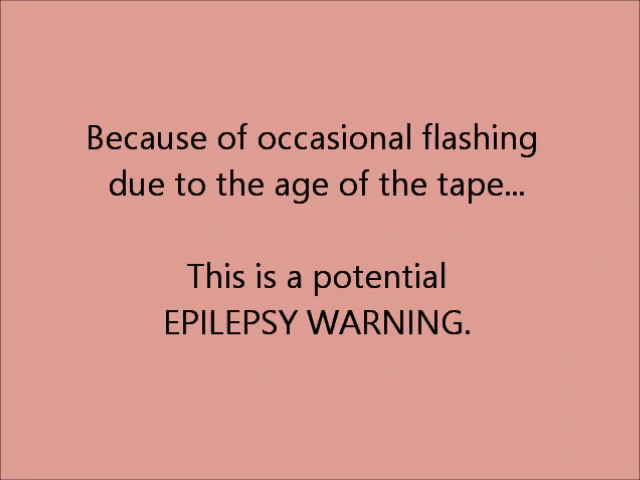 Because of occasional flashing
due to the age of the tape...
This is a potential
EPILEPSY WARNING.